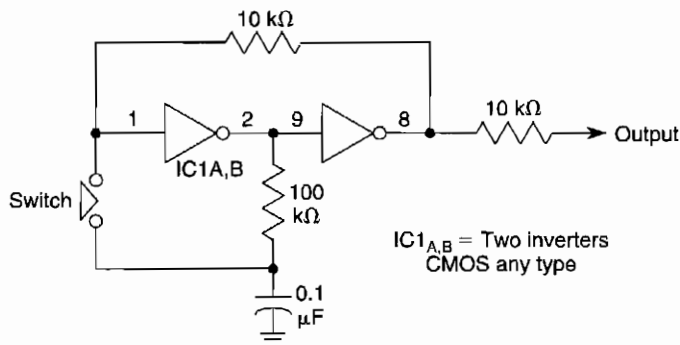 10 kΩ
1
2
9
8
10 kΩ
Output
IC1A,B
Switch
100
kΩ
IC1A,B = Two inverters
CMOS any type
0.1
μF